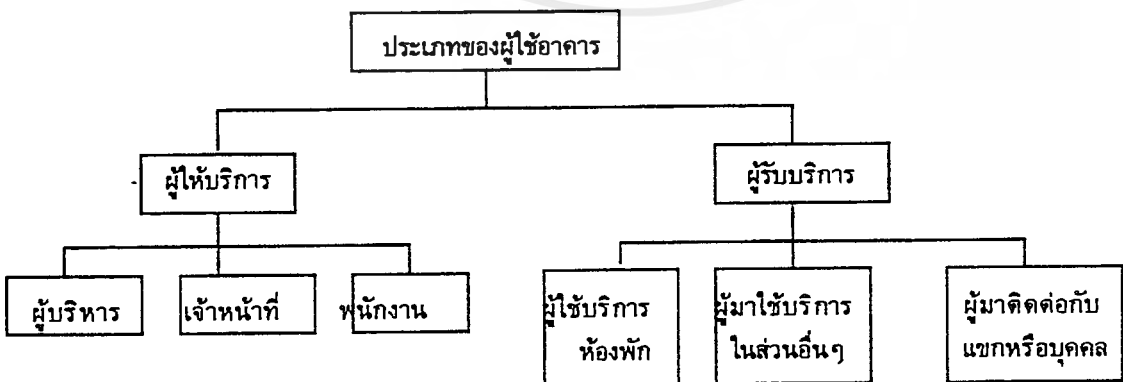 ประเภทของผู้ใช้อาคาร
ผู้ให้บริการ
ผู้รับบริการ
ผู้บริหาร
เจ้าหน้าที่
พนักงาน
ผู้ใช้บริการ
ห้องพัก
ผู้มาใช้บริการ
ในส่วนอื่นๆ
ผู้มาติดต่อกับ
แขกหรือบุคคล